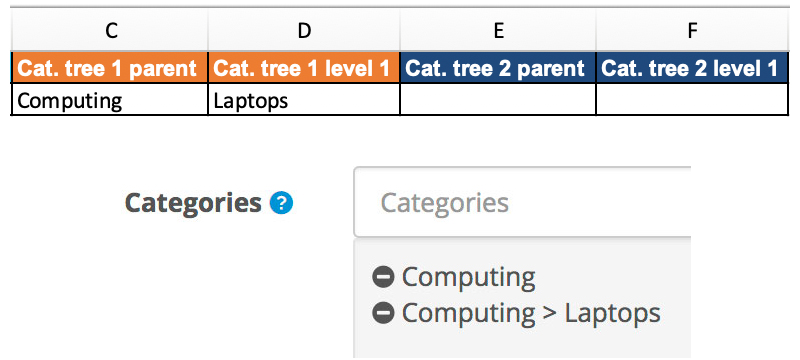 C D E F
Cat. tree 1 parent Cat. tree 1 level 1 Cat. tree 2 parent Cat. tree 2 level 1
Computing Laptops
Categories ? Categories
Computing
Computing > Laptops